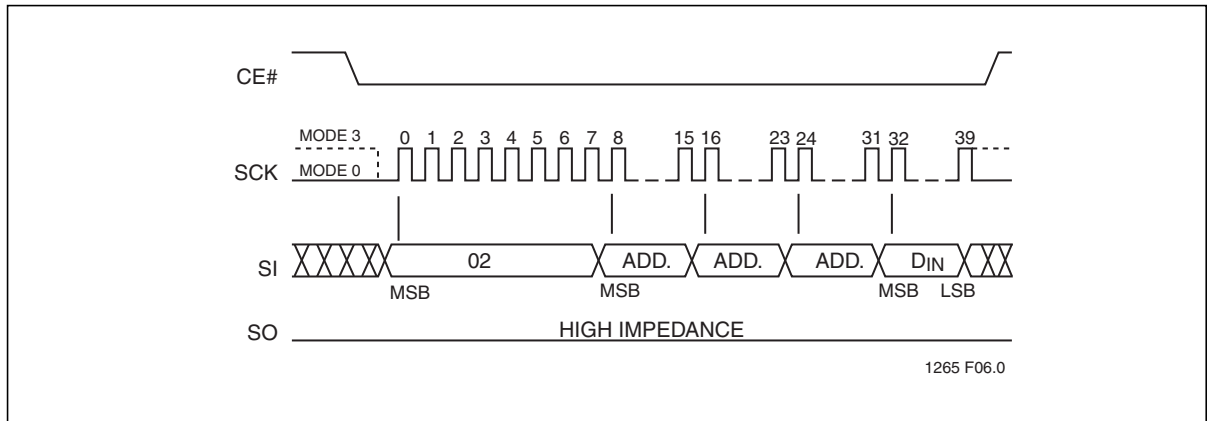 CE#
MODE 3
0 1 2 3 4 5 6 7 8 15 16 23 24 31 32 39
SCK
MODE 0
SI
02 ADD. ADD. ADD. DIN
MSB MSB MSB LSB
SO
HIGH IMPEDANCE
1265 F06.0